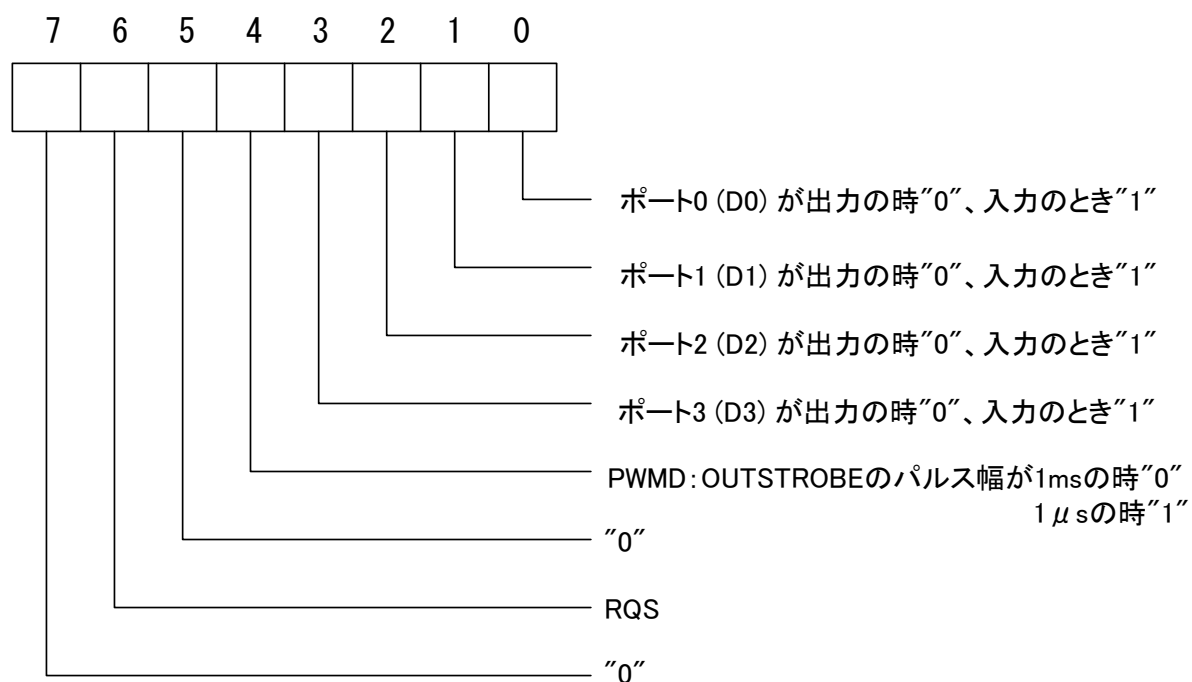 7 6 5 4 3 2 1 0
ポート0 (D0) が出力の時"0"、入力のとき"1"
ポート1 (D1) が出力の時"0"、入力のとき"1"
ポート2 (D2) が出力の時"0"、入力のとき"1"
ポート3 (D3) が出力の時"0"、入力のとき"1"
PWMD:OUTSTROBEのパルス幅が1msの時"0"
1μsの時"1"
"0"
RQS
"0"